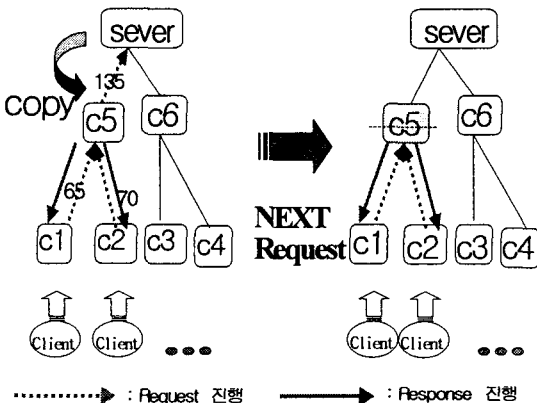 sever
sever
135
copy
c5
c6
c5
c6
65
70
NEXT
Request
c1
c2
c3
c4
c1
c2
c3
c4
Client
Client
Client
Client
: Request 진행
: Response 진행